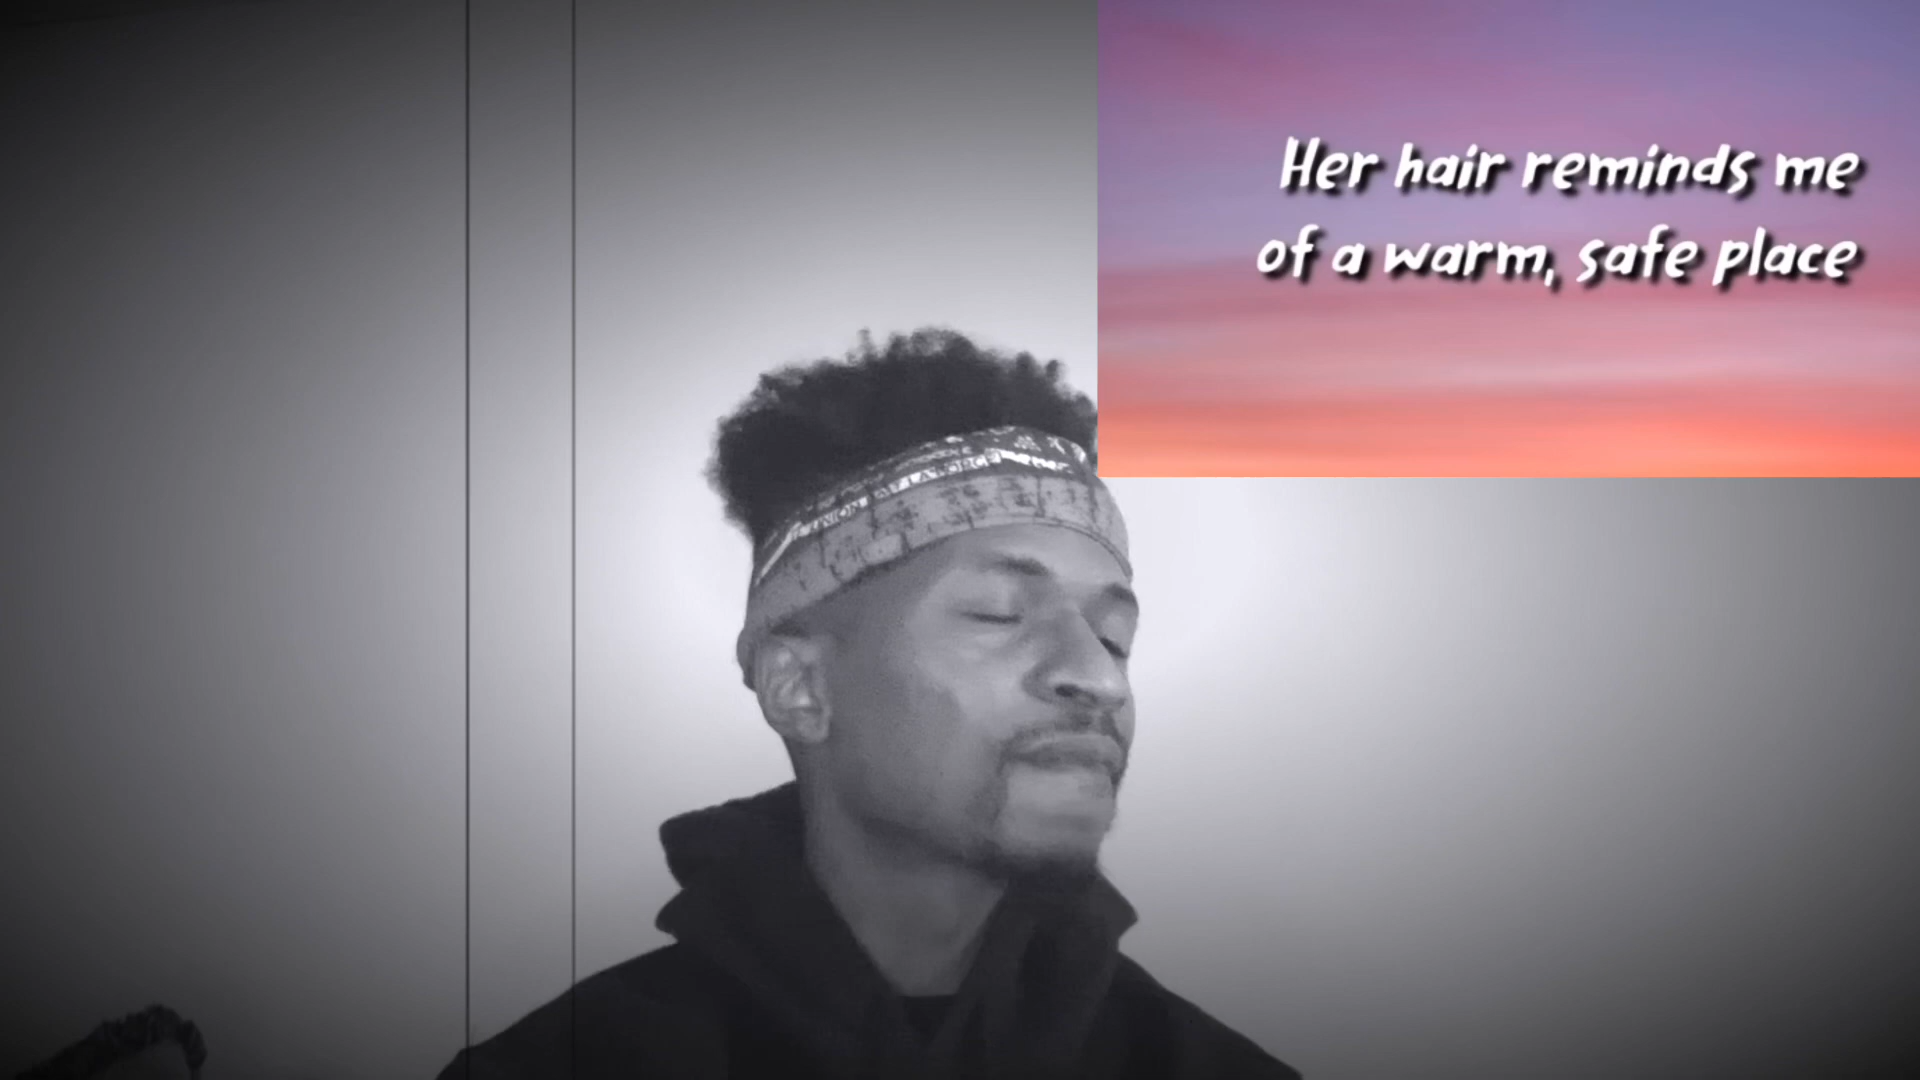 Her hair reminds me
of a warm, safe place